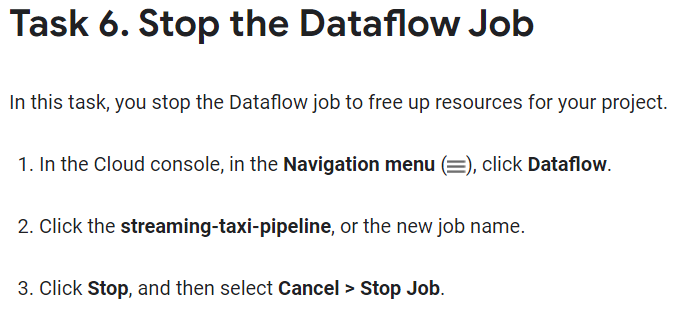 Task 6. Stop the Dataflow Job
In this task, you stop the Dataflow job to free up resources for your project.
1. In the Cloud console, in the Navigation menu (☰), click Dataflow.
2. Click the streaming-taxi-pipeline, or the new job name.
3. Click Stop, and then select Cancel > Stop Job.